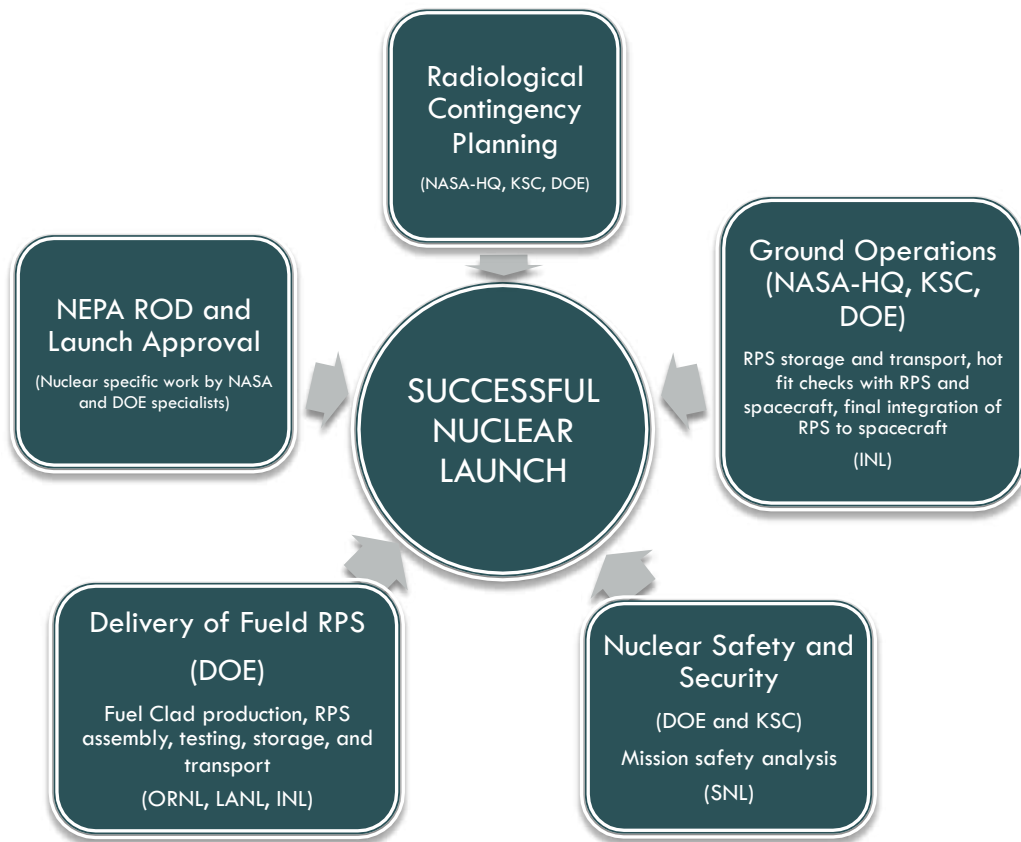 Radiological
Contingency
Planning
(NASA-HQ, KSC, DOE)
NEPA ROD and
Launch Approval
(Nuclear specific work by NASA
and DOE specialists)
SUCCESSFUL
NUCLEAR
LAUNCH
Ground Operations
(NASA-HQ, KSC,
DOE)
RPS storage and transport, hot
fit checks with RPS and
spacecraft, final integration of
RPS to spacecraft
(INL)
Delivery of Fueld RPS
(DOE)
Fuel Clad production, RPS
assembly, testing, storage, and
transport
(ORNL, LANL, INL)
Nuclear Safety and
Security
(DOE and KSC)
Mission safety analysis
(SNL)